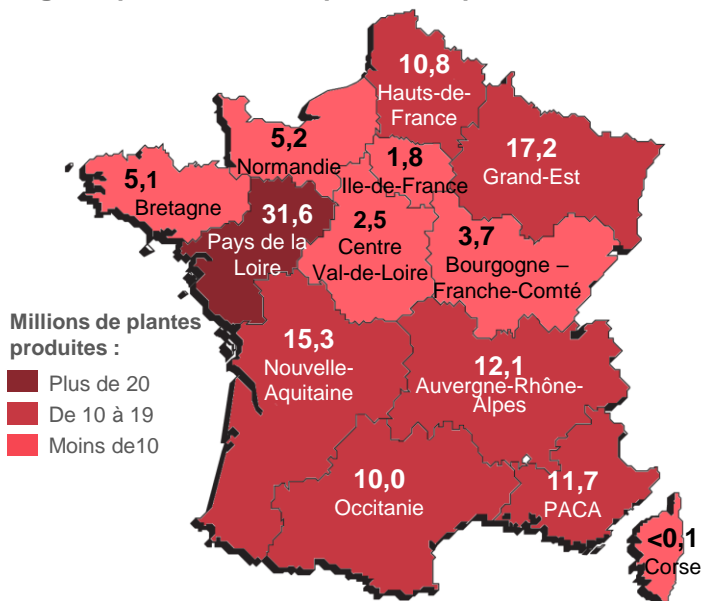 10,8
Hauts-de-
France
5,2
Normandie
1,8
Ile-de-France
17,2
Grand-Est
5,1
Bretagne
31,6
Pays de la
Loire
2,5
Centre
Val-de-Loire
3,7
Bourgogne –
Franche-Comté
Millions de plantes
produites :
Plus de 20
De 10 à 19
Moins de10
15,3
Nouvelle-
Aquitaine
12,1
Auvergne-Rhône-
Alpes
10,0
Occitanie
11,7
PACA
<0,1
Corse